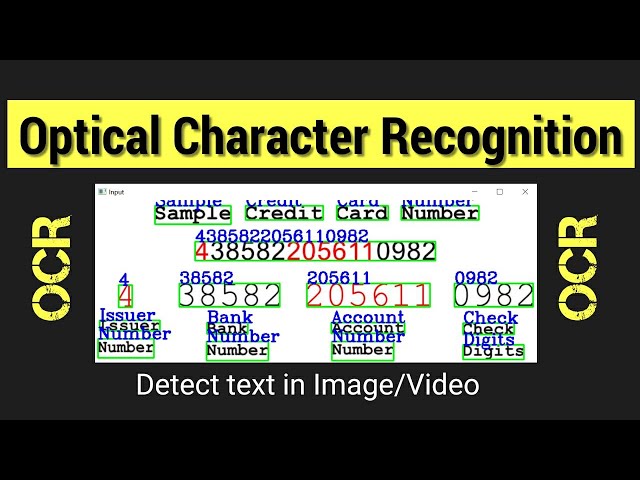 Optical Character Recognition
OCR
OCR
Input
Sample Credit Card Number
Sample Credit Card Number
4385822056110982
4385822056110982
4 38582 205611 0982
4 38582 205611 0982
Issuer Bank Account Check
Issuer Bank Account Check
Number Number Number Digits
Number Number Number Digits
Detect text in Image/Video